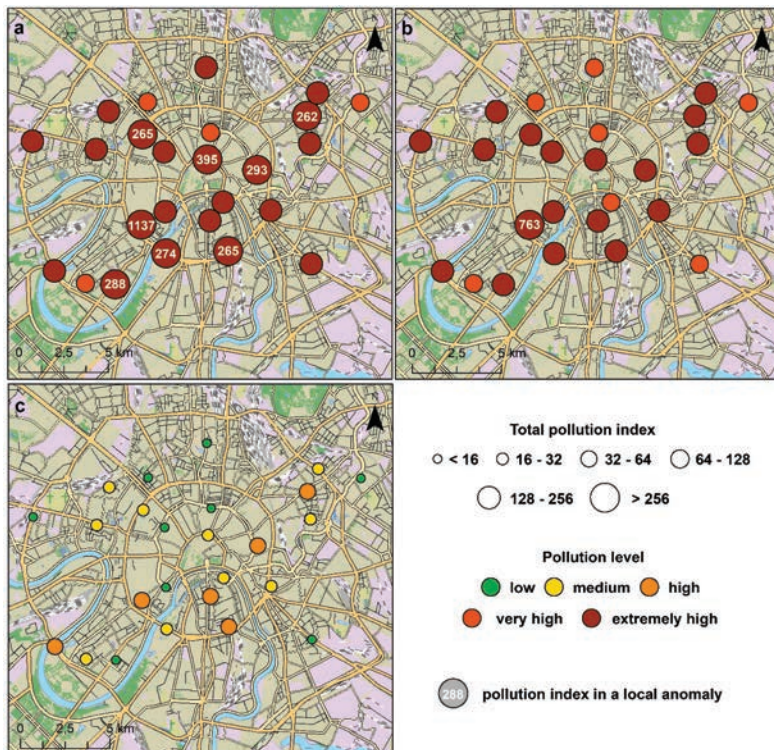 a
N
262
265
395
293
1137
274
265
288
0 2.5 5 km
b
N
763
0 2.5 5 km
c
N
0 2.5 5 km
Total pollution index
< 16 16 - 32 32 - 64 64 - 128
128 - 256 > 256
Pollution level
low medium high
very high extremely high
288 pollution index in a local anomaly